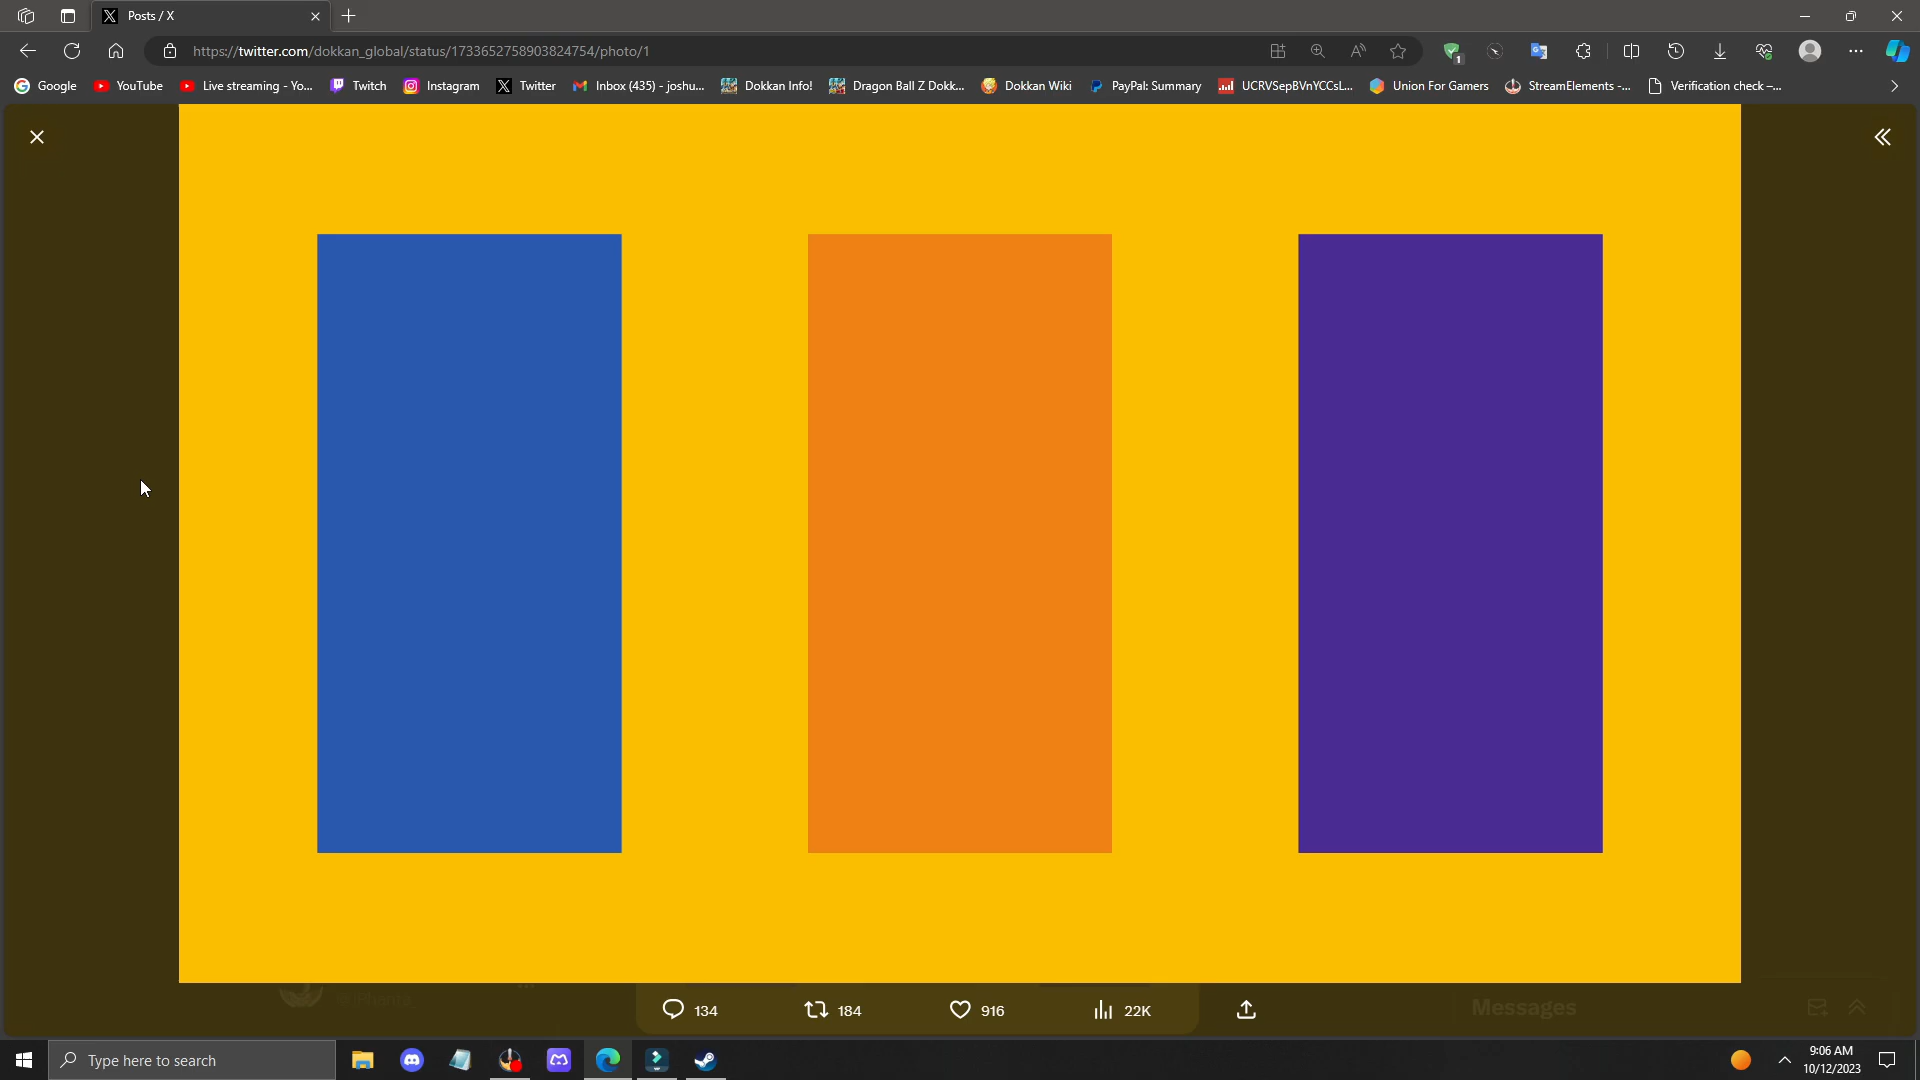 Posts / X
https://twitter.com/dokkan_global/status/1733652758903824754/photo/1
1
Google YouTube Live streaming - Yo... Twitch Instagram Twitter Inbox (435) - joshu... Dokkan Info! Dragon Ball Z Dokk... Dokkan Wiki PayPal: Summary UCRVSepBVnYCCsL... Union For Gamers StreamElements -... Verification check –...
134 184 916 22K Messages
Type here to search
9:06 AM
10/12/2023